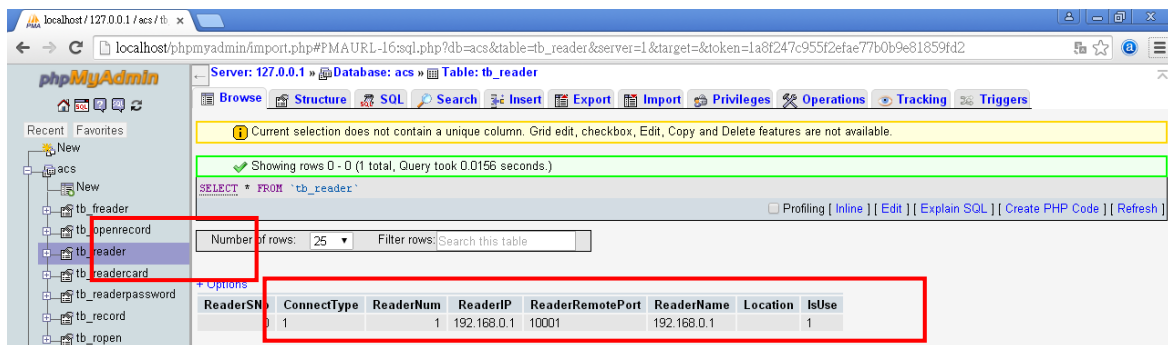 localhost / 127.0.0.1 / acs / tb_
localhost/phpmyadmin/import.php#PMAURL-16:sql.php?db=acs&table=tb_reader&server=1&target=&token=1a8f247c955f2efae77b0b9e81859fd2
phpMyAdmin
Recent Favorites
New
acs
New
tb_freader
tb_openrecord
tb_reader
tb_readercard
tb_readerpassword
tb_record
tb_ropen
Server: 127.0.0.1 » Database: acs » Table: tb_reader
Browse Structure SQL Search Insert Export Import Privileges Operations Tracking Triggers
Current selection does not contain a unique column. Grid edit, checkbox, Edit, Copy and Delete features are not available.
Showing rows 0 - 0 (1 total, Query took 0.0156 seconds.)
SELECT * FROM `tb_reader`
Profiling [ Inline ] [ Edit ] [ Explain SQL ] [ Create PHP Code ] [ Refresh ]
Number of rows: 25 Filter rows: Search this table
+ Options
ReaderSNo ConnectType ReaderNum ReaderIP ReaderRemotePort ReaderName Location IsUse
1 1 192.168.0.1 10001 192.168.0.1 1